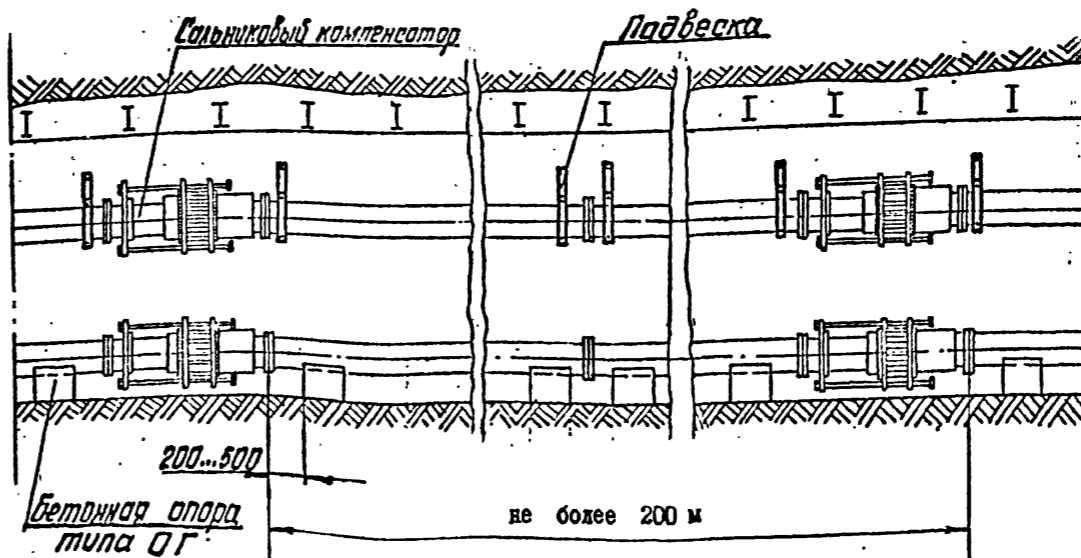 Сальниковый компенсатор
Подвеска
200...500
Бетонная опора
типа ОГ
не более 200 м